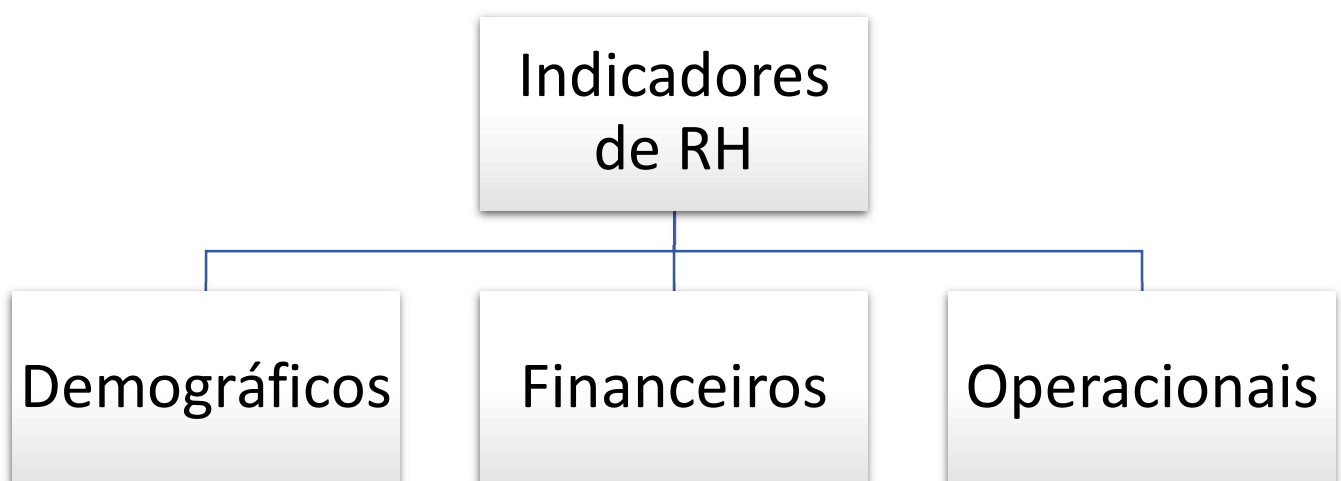 Indicadores
de RH
Demográficos
Financeiros
Operacionais